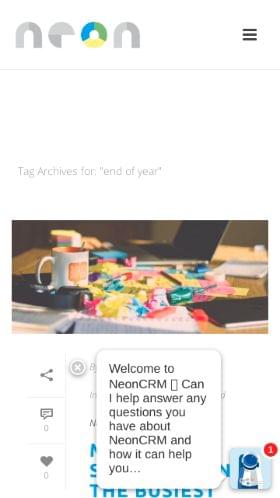 neon
Tag Archives for: "end of year"
By
Welcome to
NeonCRM ▯ Can
I help answer any
questions you
have about
NeonCRM and
how it can help
you...
1
0
0
THE BUSIEST